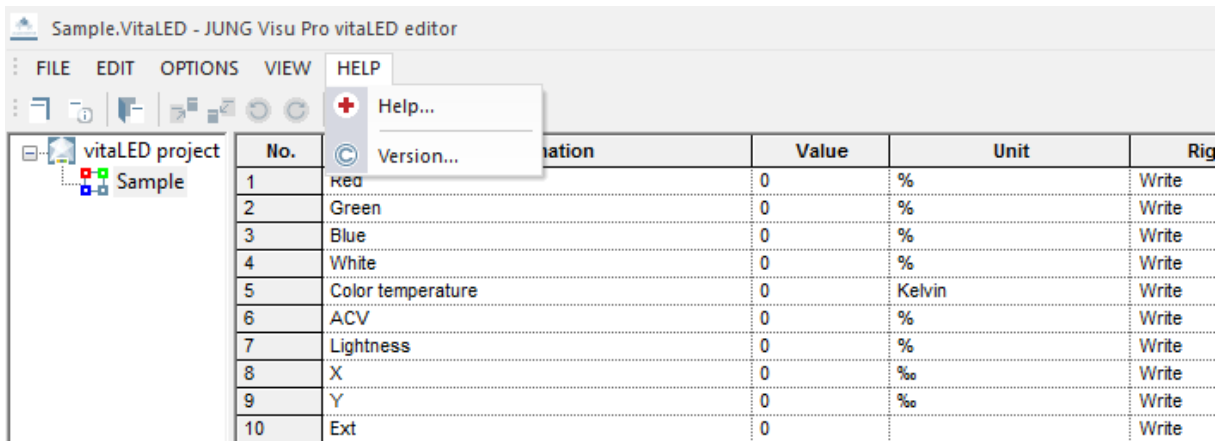 Sample.VitaLED - JUNG Visu Pro vitaLED editor
FILE EDIT OPTIONS VIEW HELP
Help...
Version...
vitaLED project
Sample
No. mation Value Unit Rig
1 Red 0 % Write
2 Green 0 % Write
3 Blue 0 % Write
4 White 0 % Write
5 Color temperature 0 Kelvin Write
6 ACV 0 % Write
7 Lightness 0 % Write
8 X 0 ‰ Write
9 Y 0 ‰ Write
10 Ext 0 Write